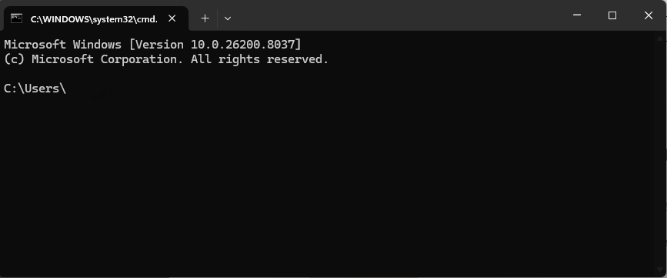 C:\WINDOWS\system32\cmd.
Microsoft Windows [Version 10.0.26200.8037]
(c) Microsoft Corporation. All rights reserved.
C:\Users\